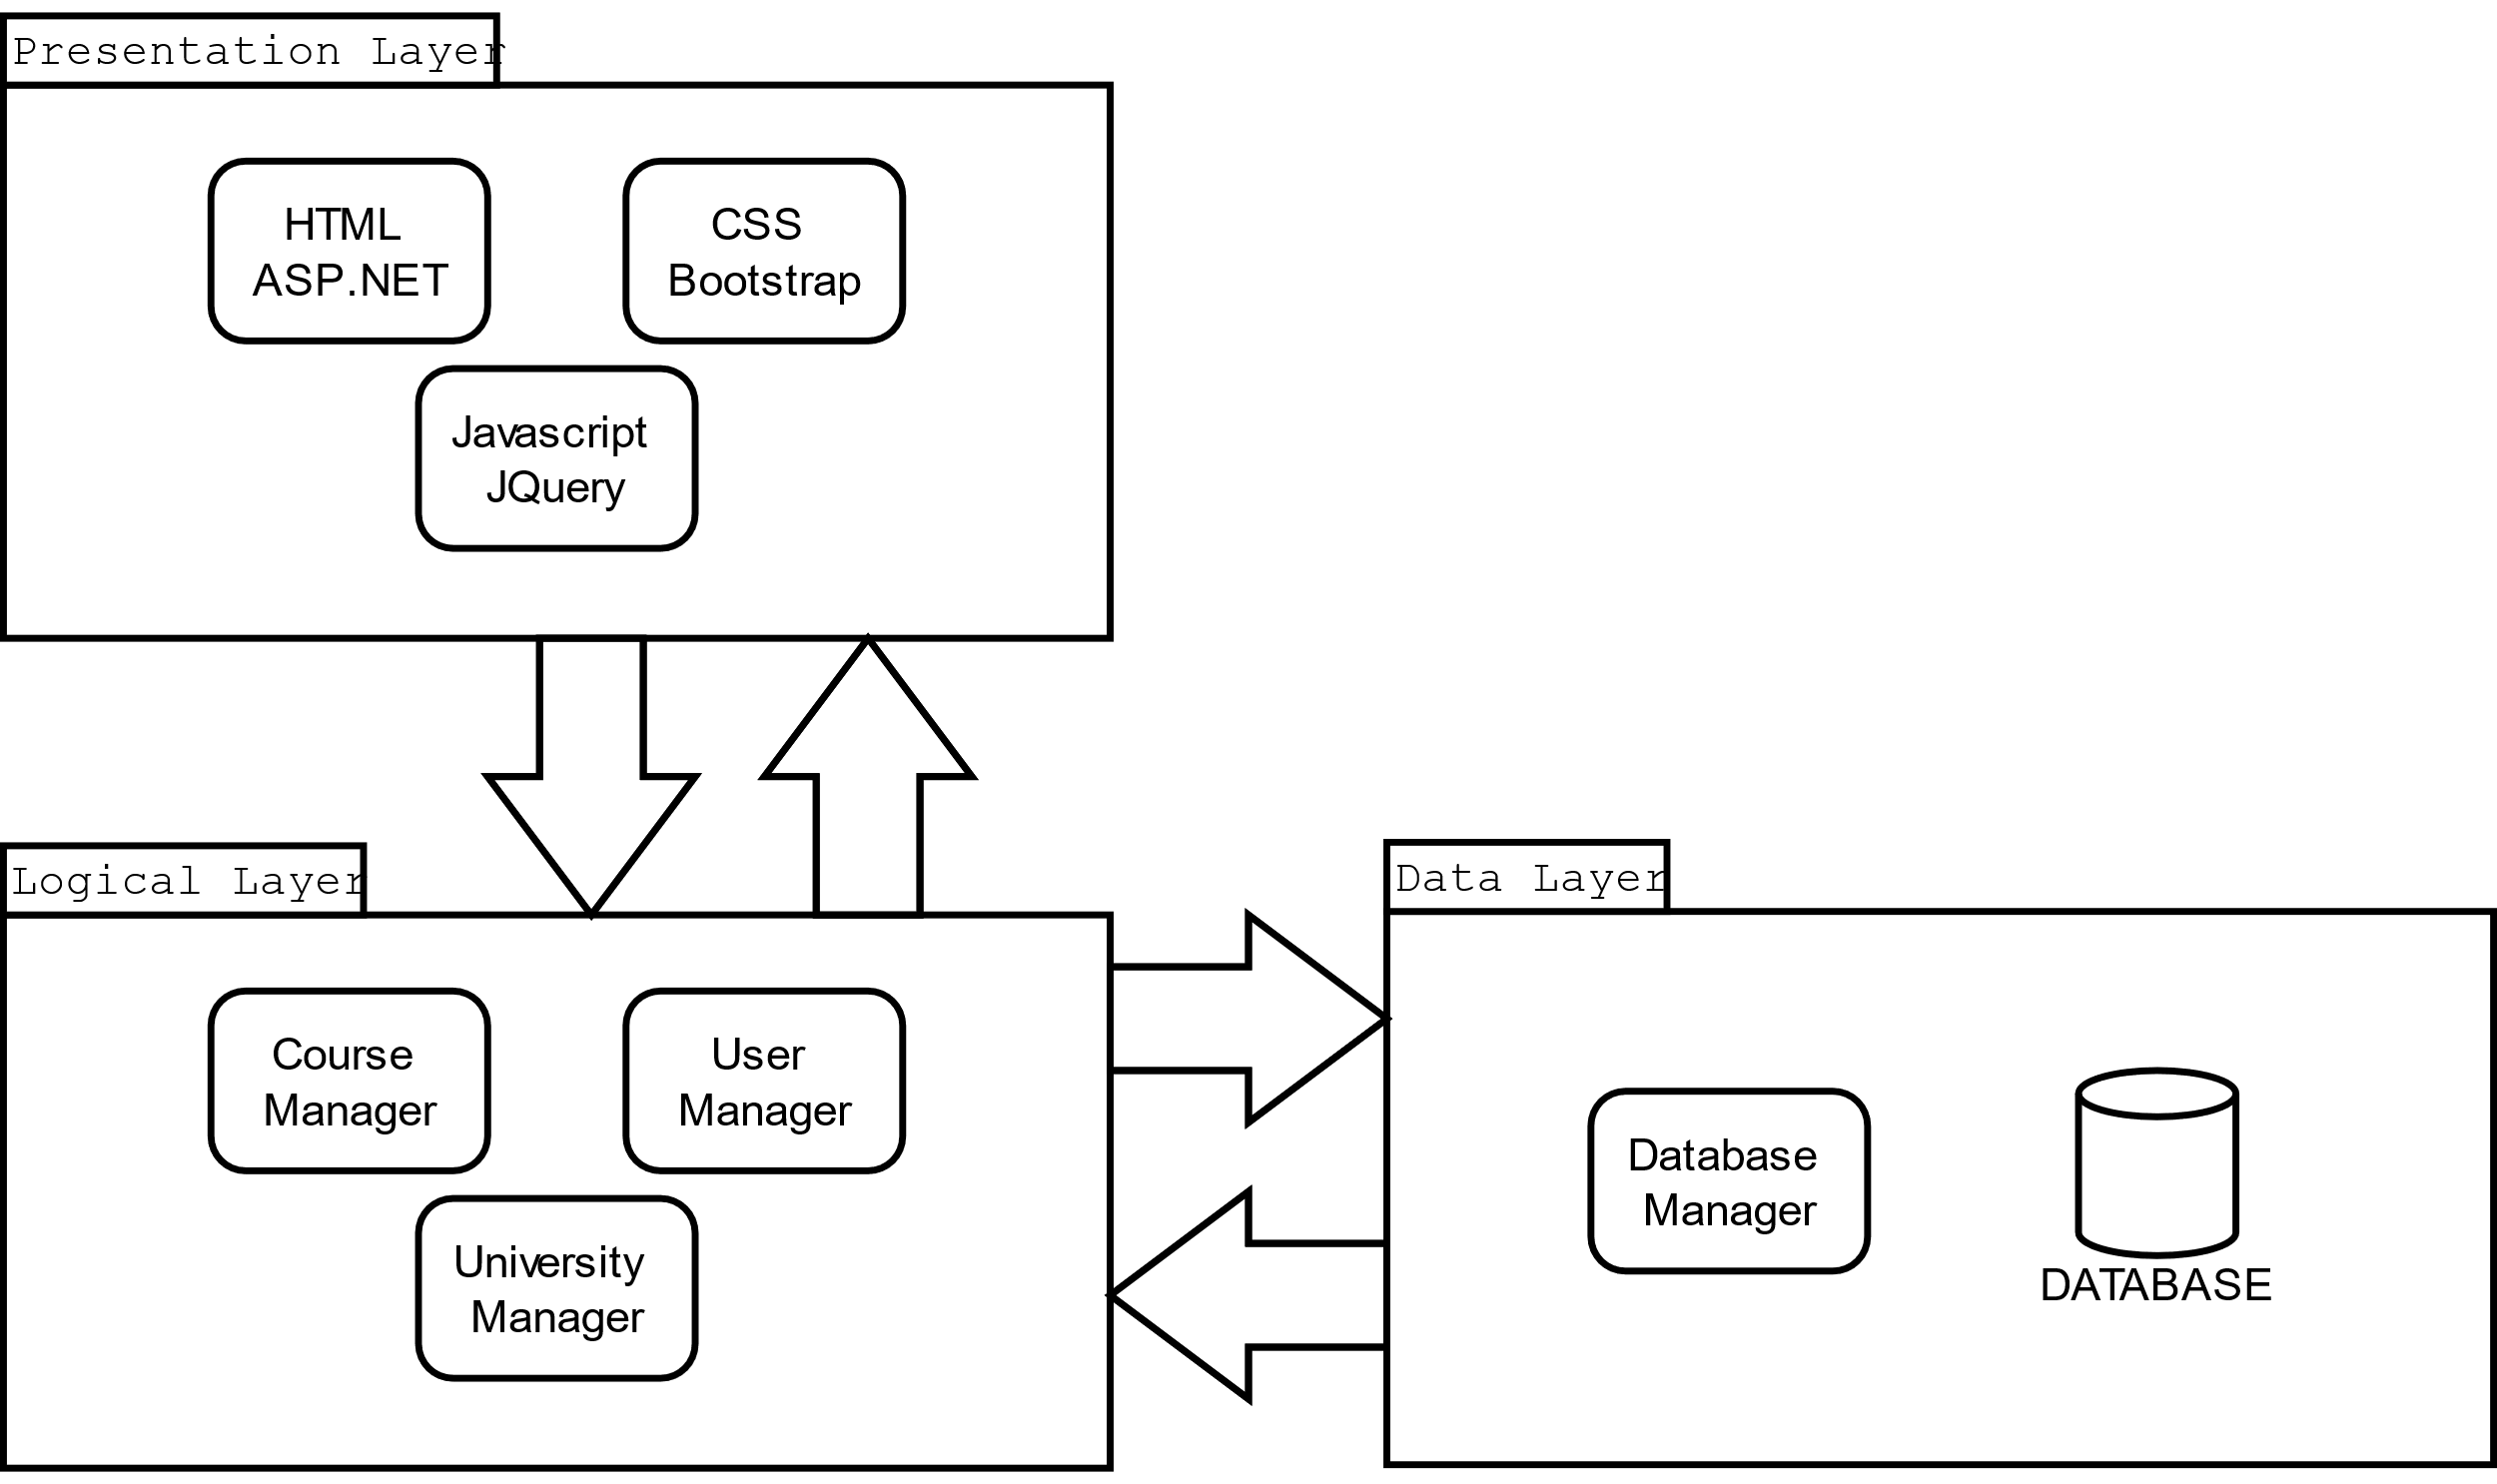 Presentation Layer
HTML
ASP.NET
CSS
Bootstrap
Javascript
JQuery
Logical Layer
Course
Manager
User
Manager
University
Manager
Data Layer
Database
Manager
DATABASE